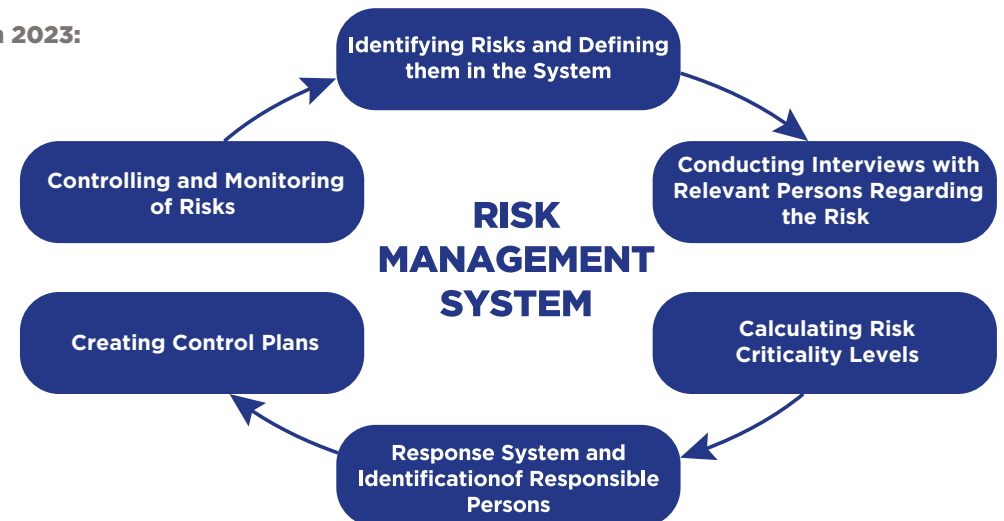 2023:
Identifying Risks and Defining
them in the System
Conducting Interviews with
Relevant Persons Regarding
the Risk
Calculating Risk
Criticality Levels
Response System and
Identificationof Responsible
Persons
Creating Control Plans
Controlling and Monitoring
of Risks
RISK
MANAGEMENT
SYSTEM